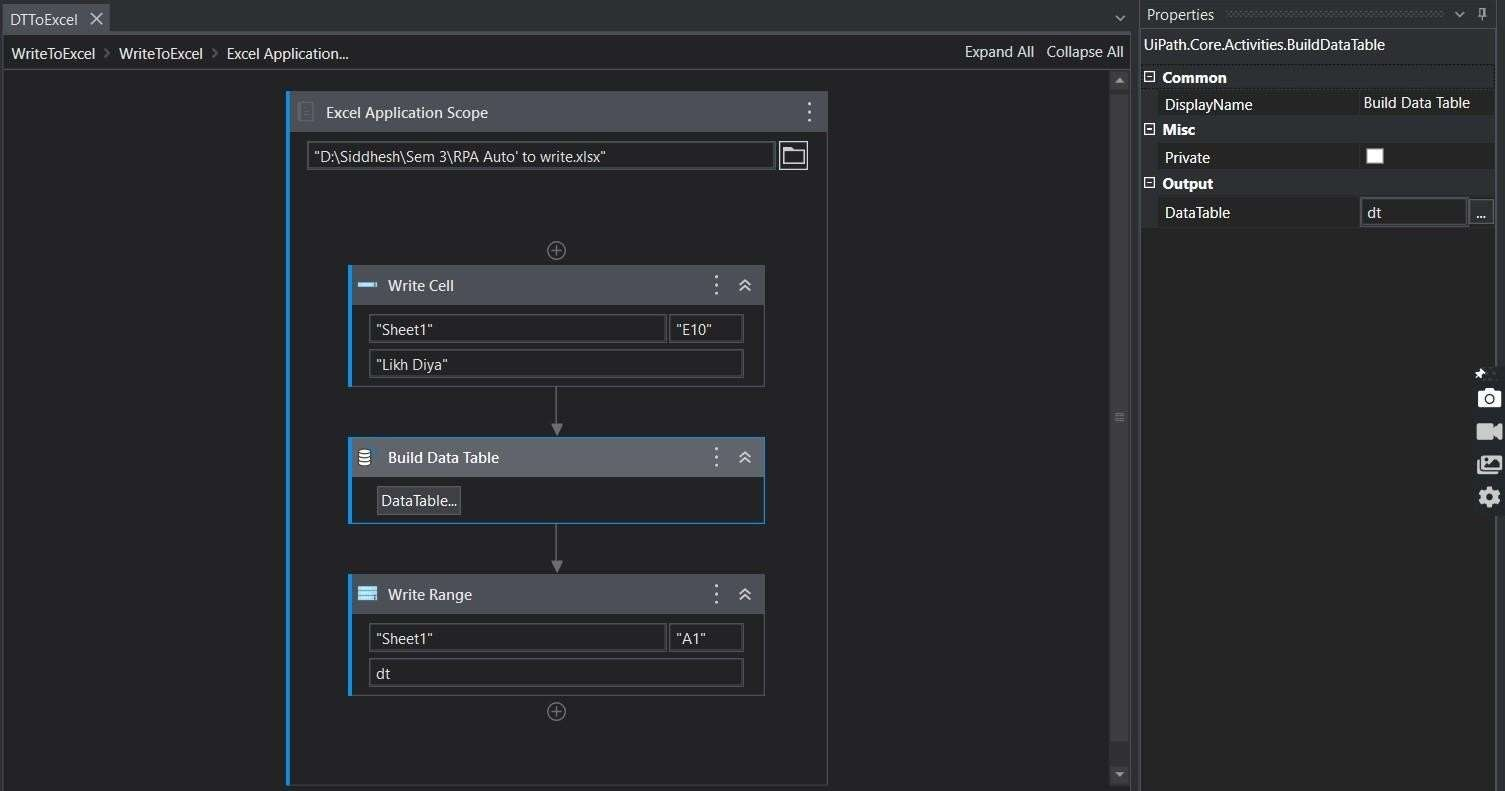 DTToExcel
WriteToExcel > WriteToExcel > Excel Application...
Expand All Collapse All
Excel Application Scope
"D:\Siddhesh\Sem 3\RPA Auto' to write.xlsx"
Write Cell
"Sheet1" "E10"
"Likh Diya"
Build Data Table
DataTable...
Write Range
"Sheet1" "A1"
dt
Properties
UiPath.Core.Activities.BuildDataTable
Common
DisplayName Build Data Table
Misc
Private
Output
DataTable dt ...